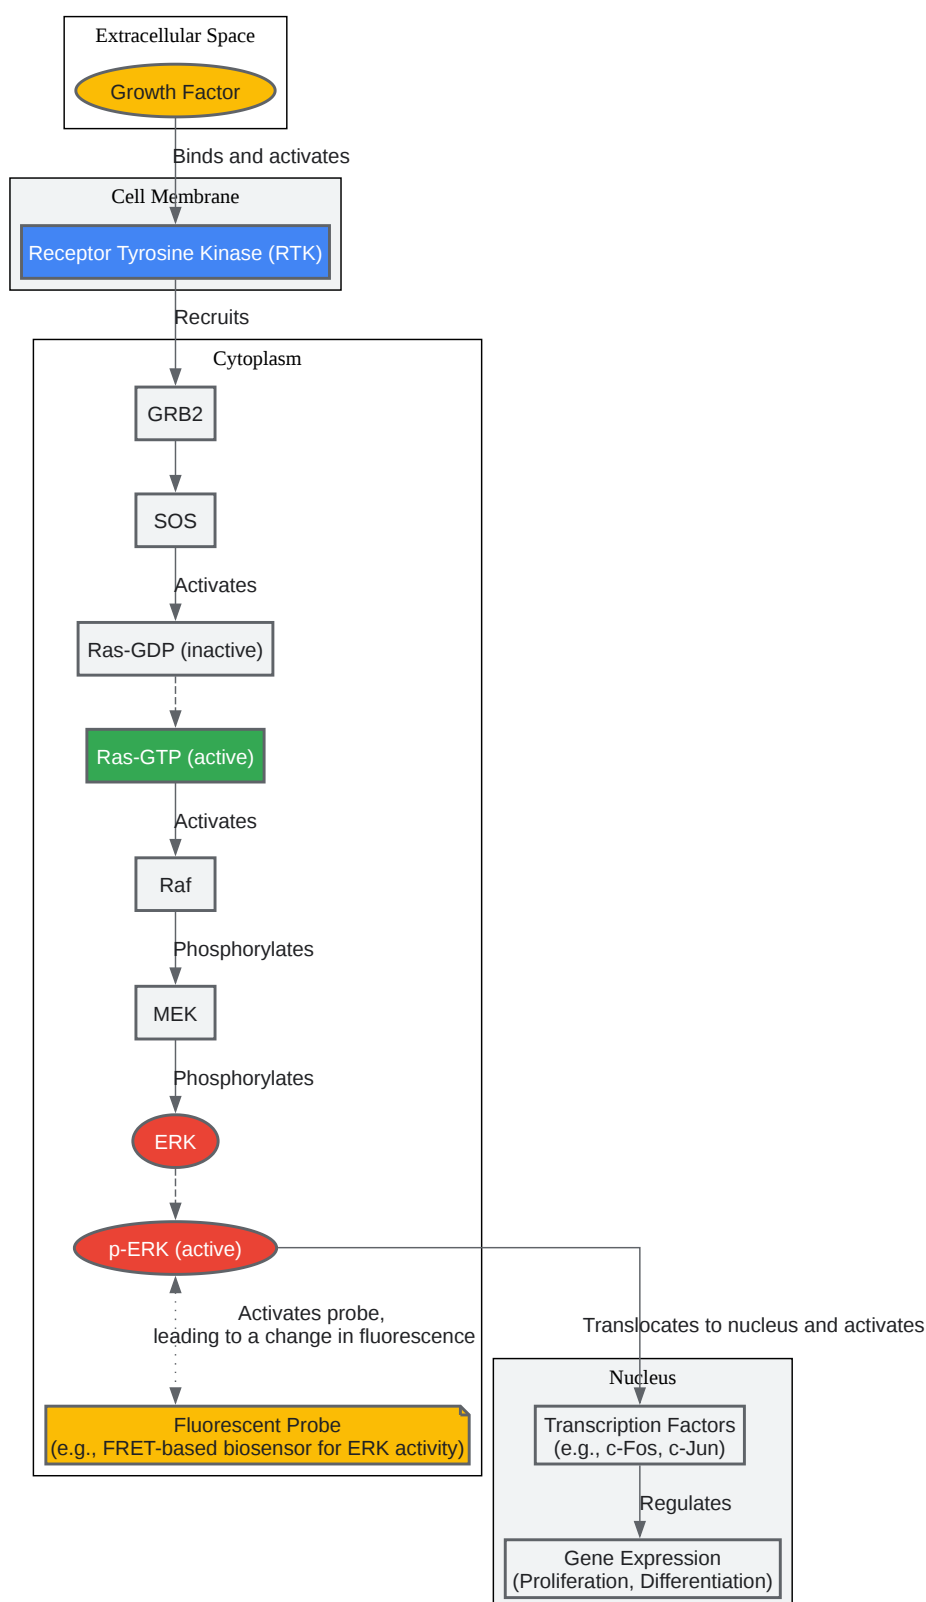 Extracellular Space
Growth Factor
Binds and activates
Cell Membrane
Receptor Tyrosine Kinase (RTK)
Recruits
Cytoplasm
GRB2
SOS
Activates
Ras-GDP (inactive)
Ras-GTP (active)
Activates
Raf
Phosphorylates
MEK
Phosphorylates
ERK
p-ERK (active)
Activates probe,
leading to a change in fluorescence
Translocates to nucleus and activates
Fluorescent Probe
(e.g., FRET-based biosensor for ERK activity)
Nucleus
Transcription Factors
(e.g., c-Fos, c-Jun)
Regulates
Gene Expression
(Proliferation, Differentiation)